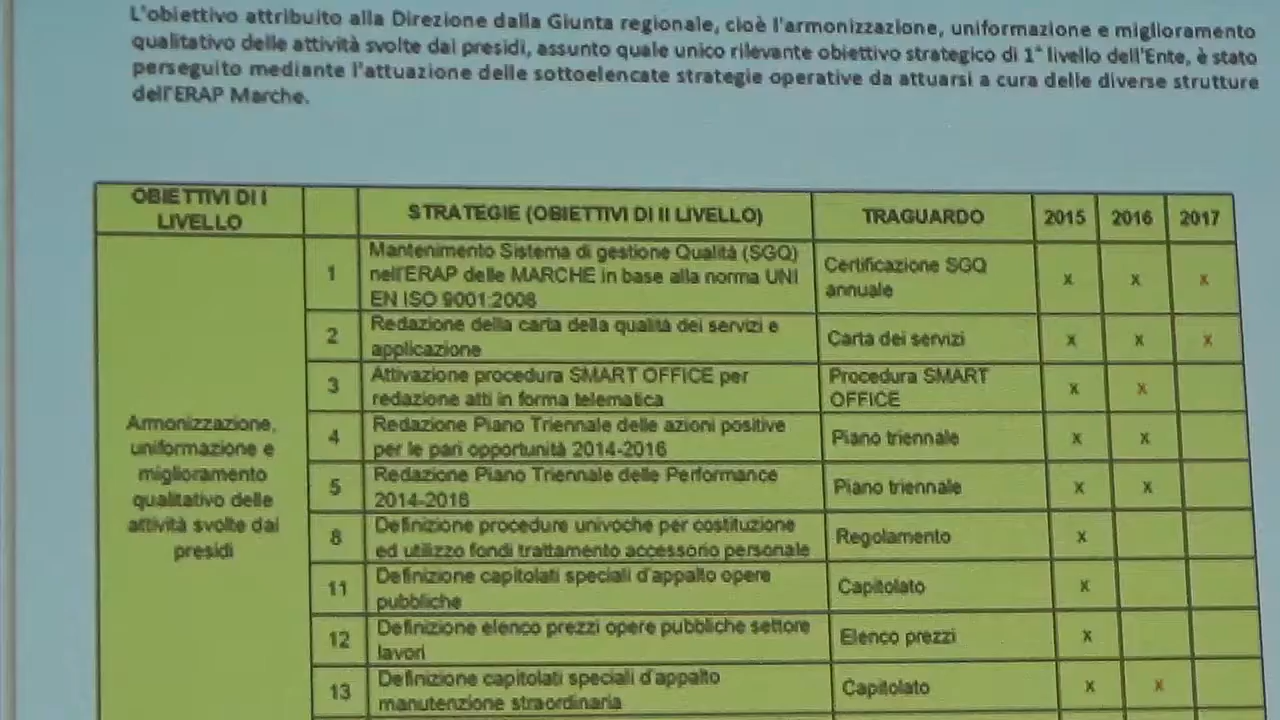 L'obiettivo attribuito alla Direzione dalla Giunta regionale, cioè l'armonizzazione, uniformazione e miglioramento
qualitativo delle attività svolte dai presidi, assunto quale unico rilevante obiettivo strategico di 1° livello dell'Ente, è stato
perseguito mediante l'attuazione delle sottoelencate strategie operative da attuarsi a cura delle diverse strutture
dell'ERAP Marche.
OBIETTIVI DI I
LIVELLO
STRATEGIE (OBIETTIVI DI II LIVELLO)
TRAGUARDO
2015
2016
2017
Armonizzazione,
uniformazione e
miglioramento
qualitativo delle
attività svolte dai
presidi
1
Mantenimento Sistema di gestione Qualità (SGQ)
nell'ERAP delle MARCHE in base alla norma UNI
EN ISO 9001:2008
Certificazione SGQ
annuale
x
x
x
2
Redazione della carta della qualità dei servizi e
applicazione
Carta dei servizi
x
x
x
3
Attivazione procedura SMART OFFICE per
redazione atti in forma telematica
Procedura SMART
OFFICE
x
x
4
Redazione Piano Triennale delle azioni positive
per le pari opportunità 2014-2016
Piano triennale
x
x
5
Redazione Piano Triennale delle Performance
2014-2016
Piano triennale
x
x
8
Definizione procedure univoche per costituzione
ed utilizzo fondi trattamento accessorio personale
Regolamento
x
11
Definizione capitolati speciali d'appalto opere
pubbliche
Capitolato
x
12
Definizione elenco prezzi opere pubbliche settore
lavori
Elenco prezzi
x
13
Definizione capitolati speciali d'appalto
manutenzione straordinaria
Capitolato
x
x